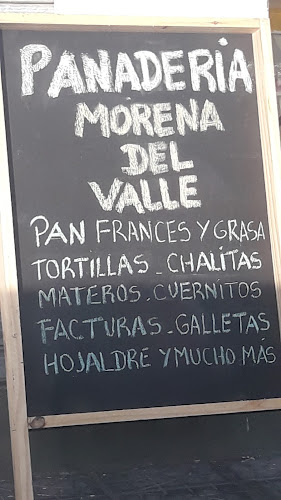 PANADERIA
MORENA
DEL
VALLE
PAN FRANCES Y GRASA
TORTILLAS - CHALITAS
MATEROS - CUERNITOS
FACTURAS - GALLETAS
HOJALDRE Y MUCHO MÁS